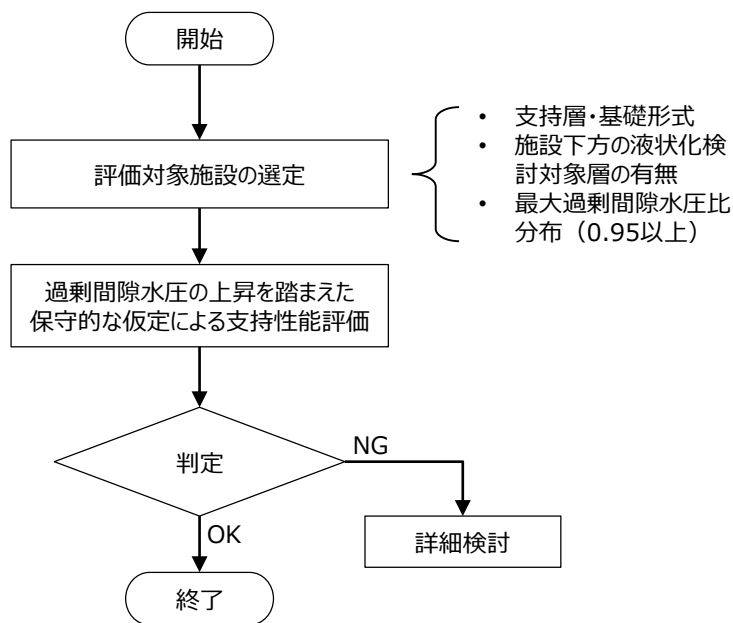 開始
評価対象施設の選定
• 支持層・基礎形式
• 施設下方の液状化検
討対象層の有無
• 最大過剰間隙水圧比
分布（0.95以上）
過剰間隙水圧の上昇を踏まえた
保守的な仮定による支持性能評価
判定
NG
OK
詳細検討
終了